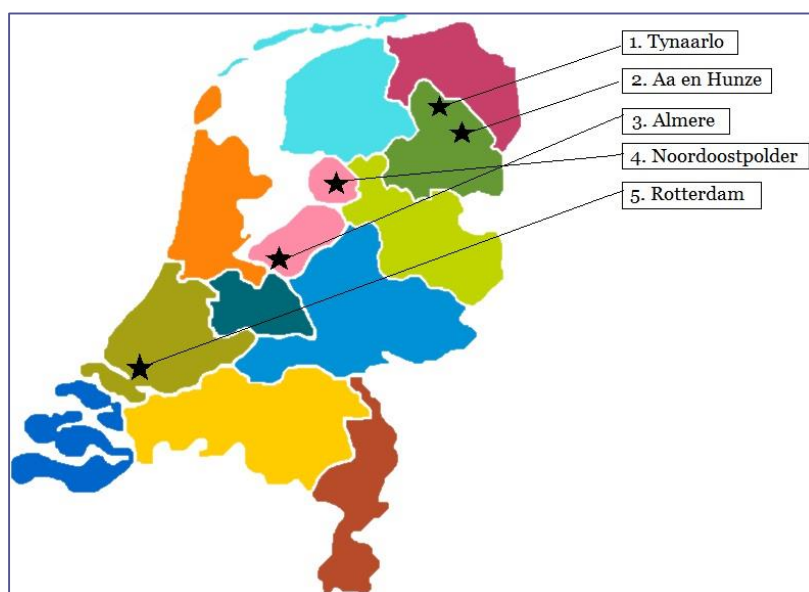 1. Tynaarlo
2. Aa en Hunze
3. Almere
4. Noordoostpolder
5. Rotterdam